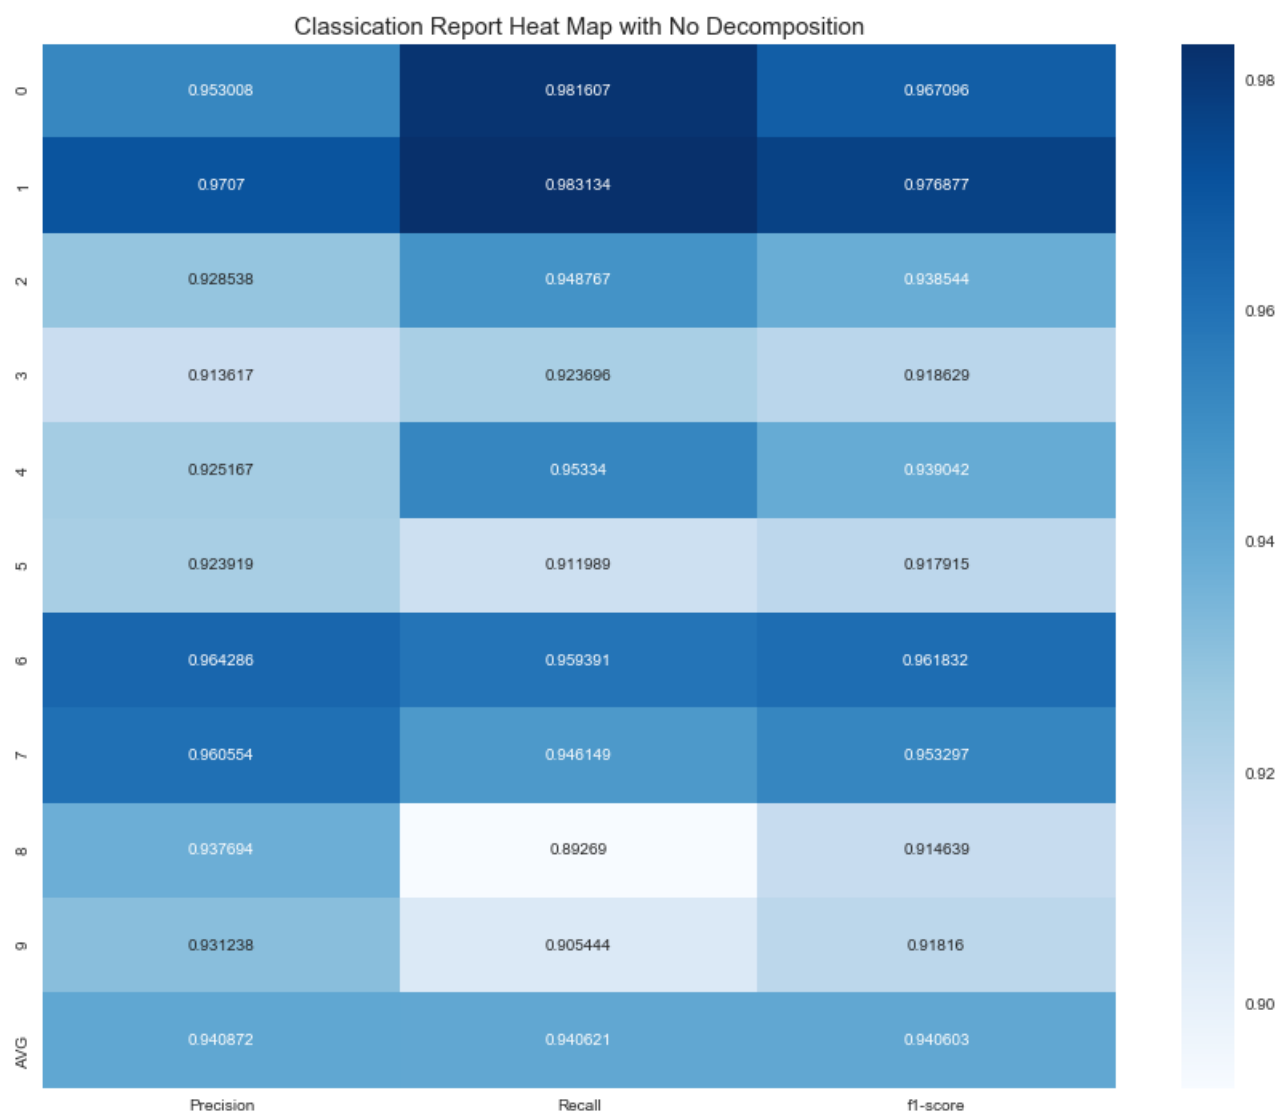 Classication Report Heat Map with No Decomposition
0 0.953008 0.981607 0.967096
1 0.9707 0.983134 0.976877
2 0.928538 0.948767 0.938544
3 0.913617 0.923696 0.918629
4 0.925167 0.95334 0.939042
5 0.923919 0.911989 0.917915
6 0.964286 0.959391 0.961832
7 0.960554 0.946149 0.953297
8 0.937694 0.89269 0.914639
9 0.931238 0.905444 0.91816
AVG 0.940872 0.940621 0.940603
Precision Recall f1-score
0.98
0.96
0.94
0.92
0.90